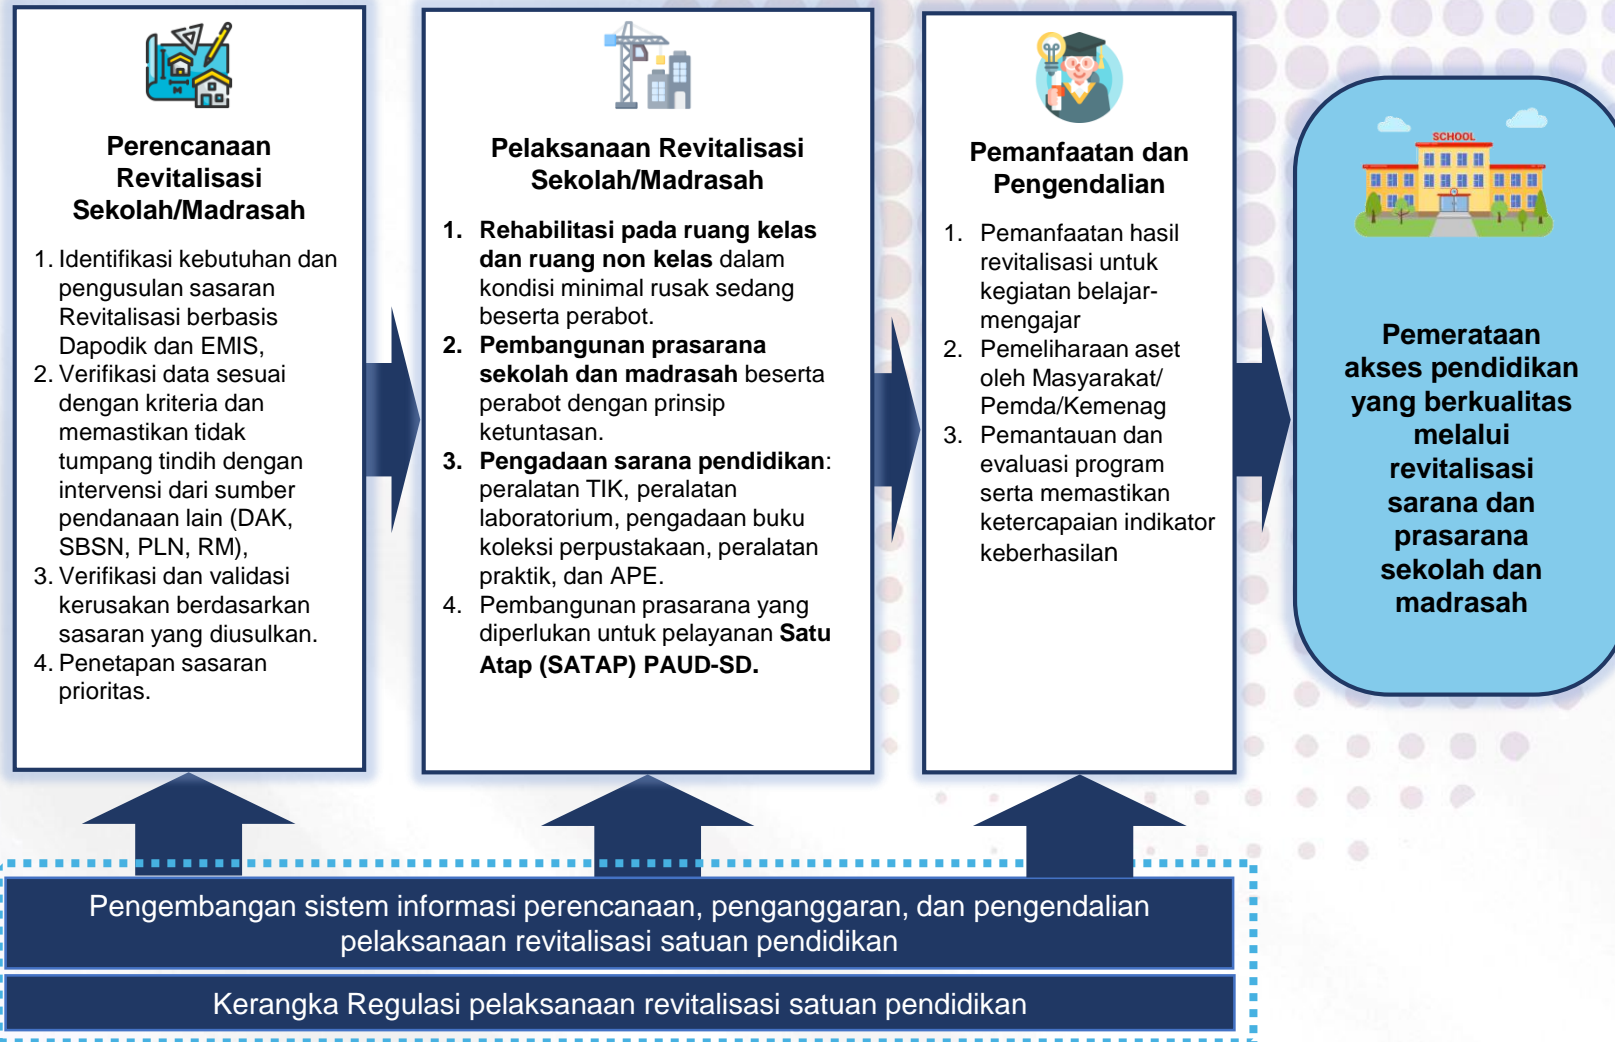 Perencanaan
Revitalisasi
Sekolah/Madrasah
1. Identifikasi kebutuhan dan
pengusulan sasaran
Revitalisasi berbasis
Dapodik dan EMIS,
2. Verifikasi data sesuai
dengan kriteria dan
memastikan tidak
tumpang tindih dengan
intervensi dari sumber
pendanaan lain (DAK,
SBSN, PLN, RM),
3. Verifikasi dan validasi
kerusakan berdasarkan
sasaran yang diusulkan.
4. Penetapan sasaran
prioritas.
Pelaksanaan Revitalisasi
Sekolah/Madrasah
1. Rehabilitasi pada ruang kelas
dan ruang non kelas dalam
kondisi minimal rusak sedang
beserta perabot.
2. Pembangunan prasarana
sekolah dan madrasah beserta
perabot dengan prinsip
ketuntasan.
3. Pengadaan sarana pendidikan:
peralatan TIK, peralatan
laboratorium, pengadaan buku
koleksi perpustakaan, peralatan
praktik, dan APE.
4. Pembangunan prasarana yang
diperlukan untuk pelayanan Satu
Atap (SATAP) PAUD-SD.
Pemanfaatan dan
Pengendalian
1. Pemanfaatan hasil
revitalisasi untuk
kegiatan belajar-
mengajar
2. Pemeliharaan aset
oleh Masyarakat/
Pemda/Kemenag
3. Pemantauan dan
evaluasi program
serta memastikan
ketercapaian indikator
keberhasilan
SCHOOL
Pemerataan
akses pendidikan
yang berkualitas
melalui
revitalisasi
sarana dan
prasarana
sekolah dan
madrasah
Pengembangan sistem informasi perencanaan, penganggaran, dan pengendalian
pelaksanaan revitalisasi satuan pendidikan
Kerangka Regulasi pelaksanaan revitalisasi satuan pendidikan